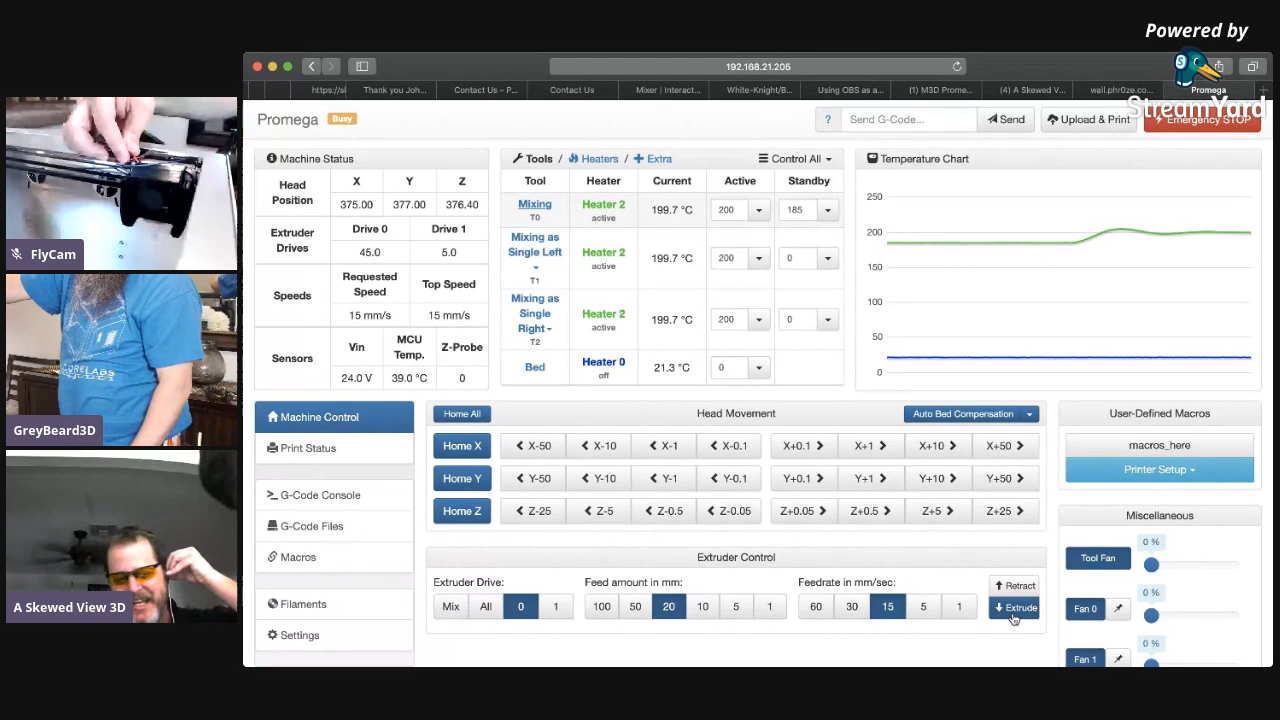 Powered by
StreamYard
192.168.21.205
https://sl
Thank you Joh...
Contact Us – P...
Contact Us
Mixer | Interact...
White-Knight/B...
Using OBS as a...
(1) M3D Prome...
(4) A Skewed V...
wall.phr0ze.co...
Promega
Promega Busy
? Send G-Code... Send Upload & Print Emergency STOP
Machine Status
Head Position
X Y Z
375.00 377.00 376.40
Extruder Drives
Drive 0 Drive 1
45.0 5.0
Speeds
Requested Speed Top Speed
15 mm/s 15 mm/s
Sensors
Vin MCU Temp. Z-Probe
24.0 V 39.0 °C 0
Tools / Heaters / Extra Control All
Tool Heater Current Active Standby
Mixing T0 Heater 2 active 199.7 °C 200 185
Mixing as Single Left T1 Heater 2 active 199.7 °C 200 0
Mixing as Single Right T2 Heater 2 active 199.7 °C 200 0
Bed Heater 0 off 21.3 °C 0
Temperature Chart
250
200
150
100
50
0
Machine Control
Print Status
G-Code Console
G-Code Files
Macros
Filaments
Settings
Home All Head Movement Auto Bed Compensation
Home X X-50 X-10 X-1 X-0.1 X+0.1 X+1 X+10 X+50
Home Y Y-50 Y-10 Y-1 Y-0.1 Y+0.1 Y+1 Y+10 Y+50
Home Z Z-25 Z-5 Z-0.5 Z-0.05 Z+0.05 Z+0.5 Z+5 Z+25
Extruder Control
Extruder Drive: Feed amount in mm: Feedrate in mm/sec:
Mix All 0 1 100 50 20 10 5 1 60 30 15 5 1
Retract
Extrude
User-Defined Macros
macros_here
Printer Setup
Miscellaneous
Tool Fan 0 %
Fan 0 0 %
Fan 1 0 %
FlyCam
GreyBeard3D
A Skewed View 3D